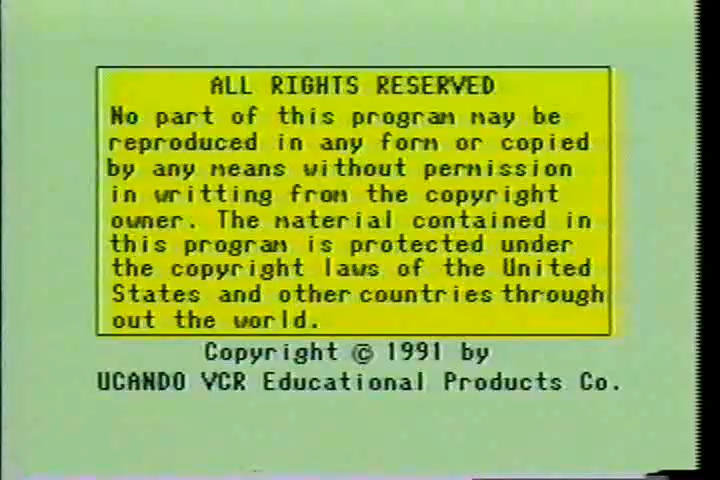 ALL RIGHTS RESERVED
No part of this program may be
reproduced in any form or copied
by any means without permission
in writting from the copyright
owner. The material contained in
this program is protected under
the copyright laws of the United
States and other countries through
out the world.
Copyright © 1991 by
UCANDO VCR Educational Products Co.